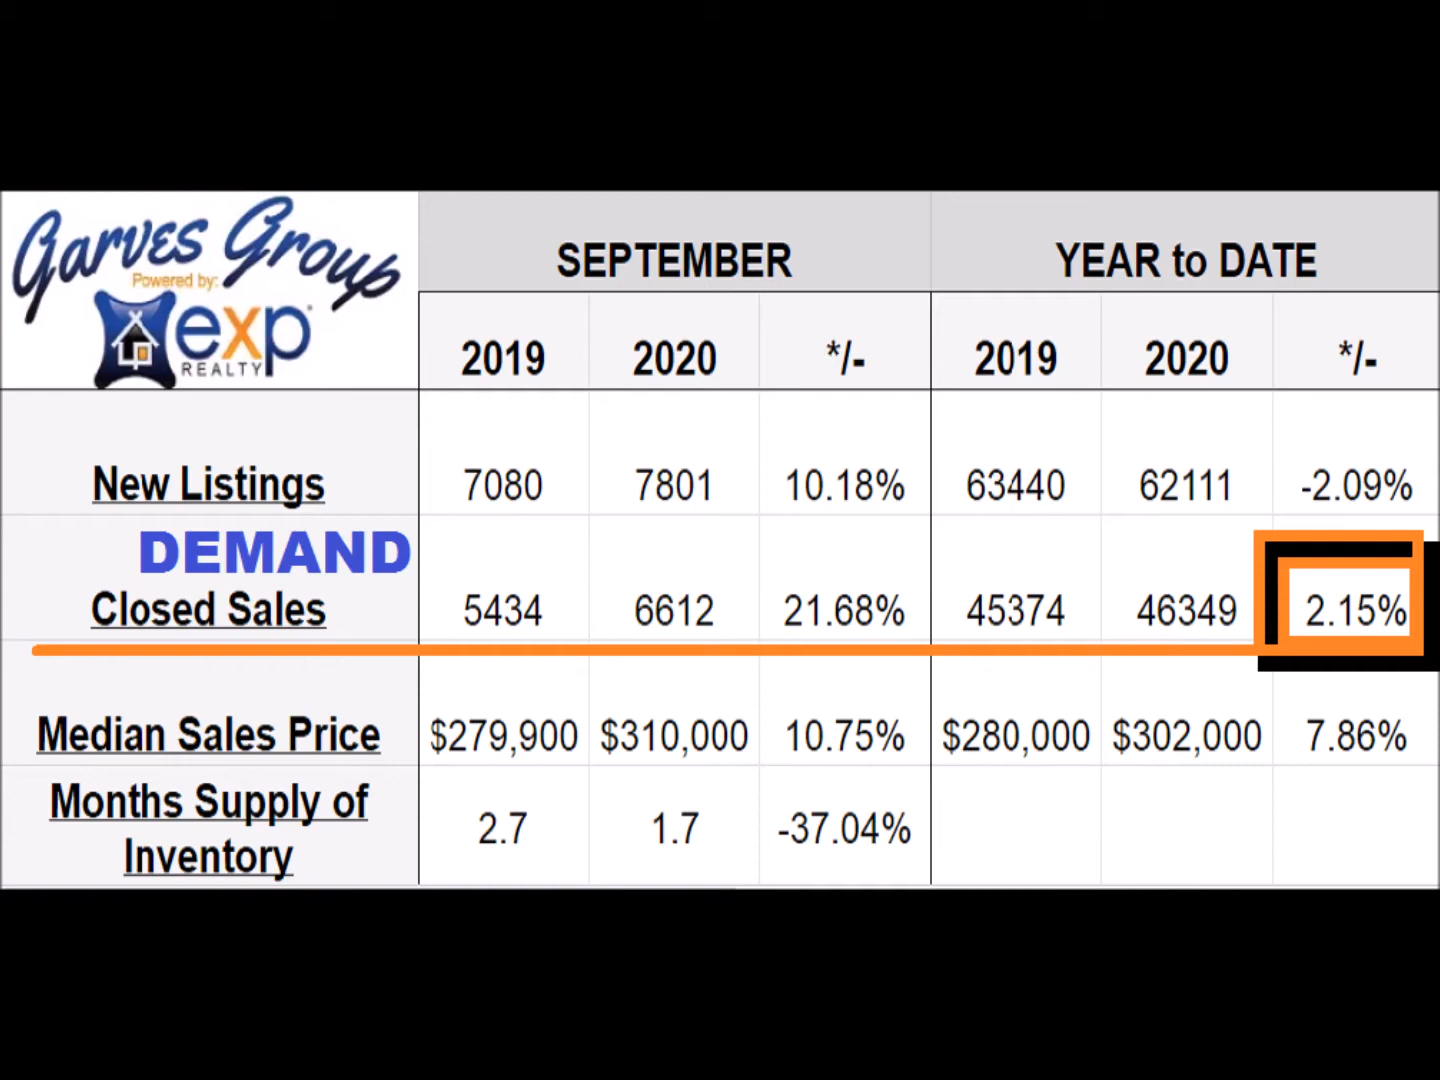 Garves Group
Powered by:
exp
REALTY
SEPTEMBER YEAR to DATE
2019 2020 */- 2019 2020 */-
New Listings 7080 7801 10.18% 63440 62111 -2.09%
DEMAND
Closed Sales 5434 6612 21.68% 45374 46349 2.15%
Median Sales Price $279,900 $310,000 10.75% $280,000 $302,000 7.86%
Months Supply of
Inventory 2.7 1.7 -37.04%